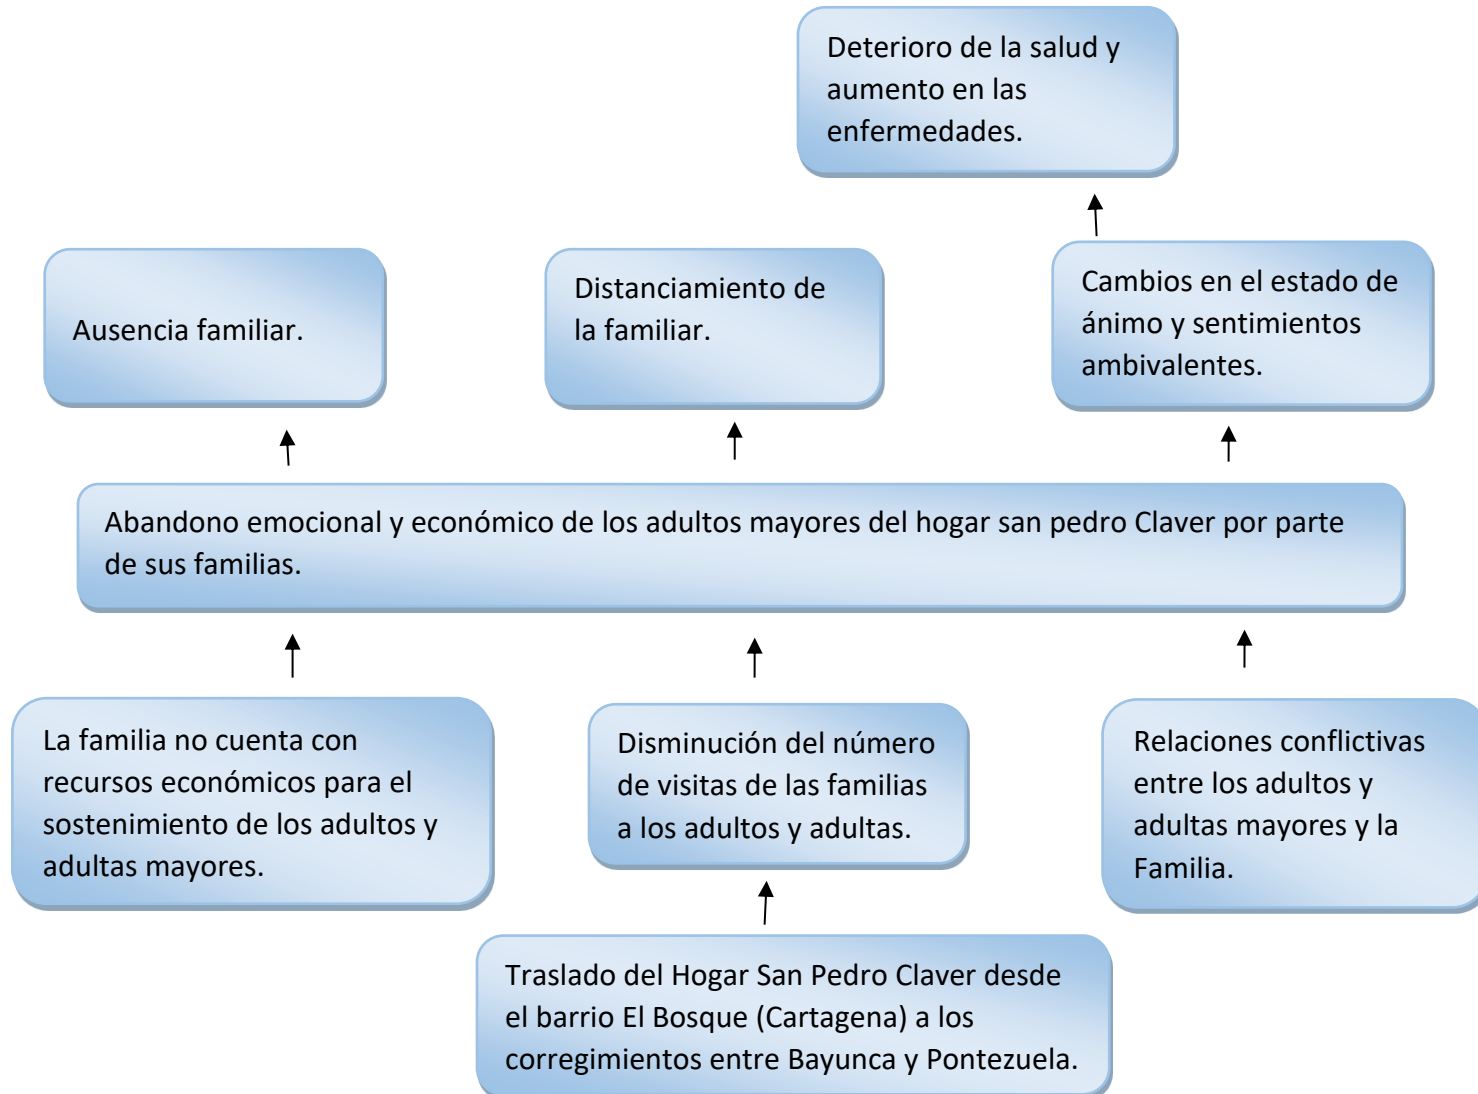 Deterioro de la salud y
aumento en las
enfermedades.
Ausencia familiar.
Distanciamiento de
la familiar.
Cambios en el estado de
ánimo y sentimientos
ambivalentes.
Abandono emocional y económico de los adultos mayores del hogar san pedro Claver por parte
de sus familias.
La familia no cuenta con
recursos económicos para el
sostenimiento de los adultos y
adultas mayores.
Disminución del número
de visitas de las familias
a los adultos y adultas.
Relaciones conflictivas
entre los adultos y
adultas mayores y la
Familia.
Traslado del Hogar San Pedro Claver desde
el barrio El Bosque (Cartagena) a los
corregimientos entre Bayunca y Pontezuela.